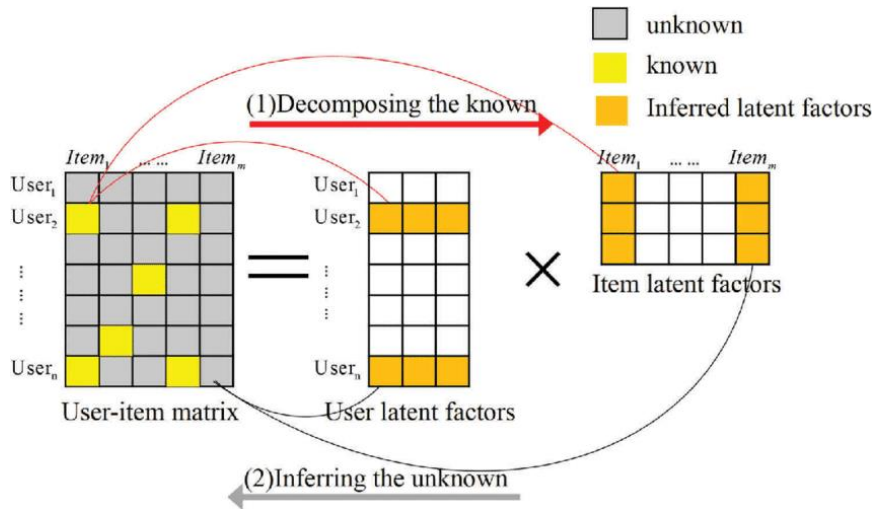 unknown
known
Inferred latent factors
(1)Decomposing the known
Item1 ... ... Itemm
Item1 ... ... Itemm
User1
User2
...
...
Usern
User1
User2
...
...
Usern
=
×
Item latent factors
User-item matrix
User latent factors
(2)Inferring the unknown